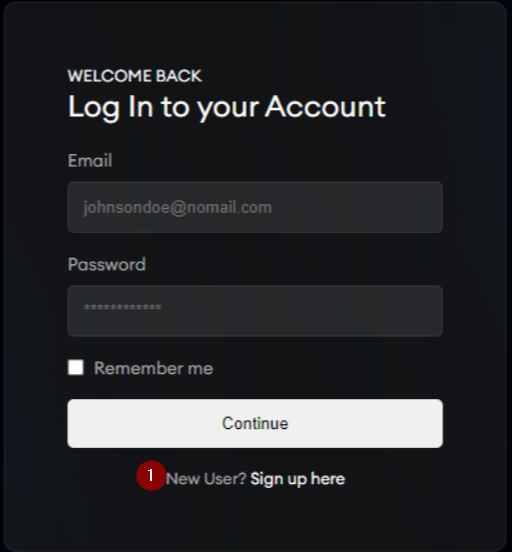 WELCOME BACK
Log In to your Account
Email
johnsondoe@nomail.com
Password
************
Remember me
Continue
1 New User? Sign up here